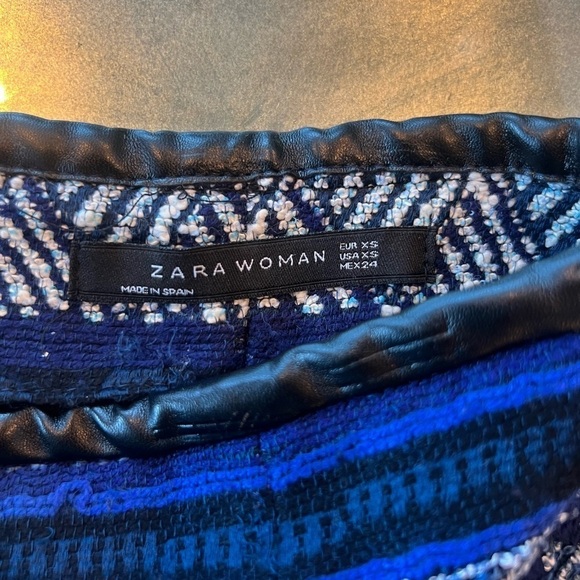 ZARA WOMAN
EUR XS
USA XS
MEX 24
MADE IN SPAIN